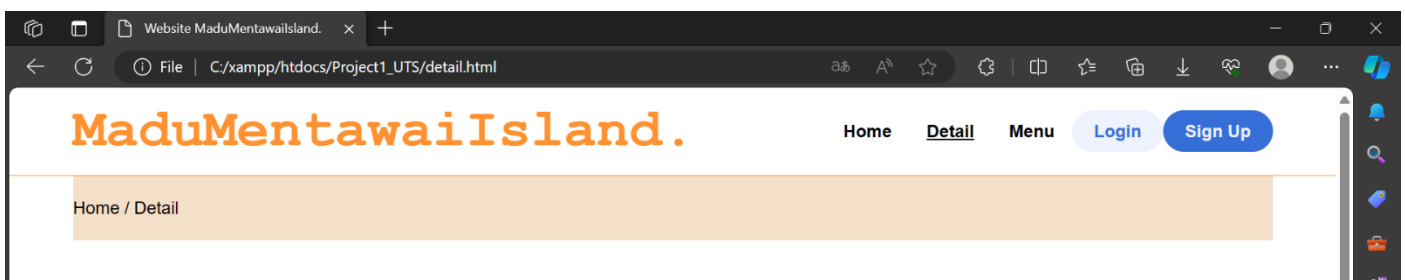 Website MaduMentawaiIsland.
File | C:/xampp/htdocs/Project1_UTS/detail.html
MaduMentawaiIsland.
Home Detail Menu Login Sign Up
Home / Detail